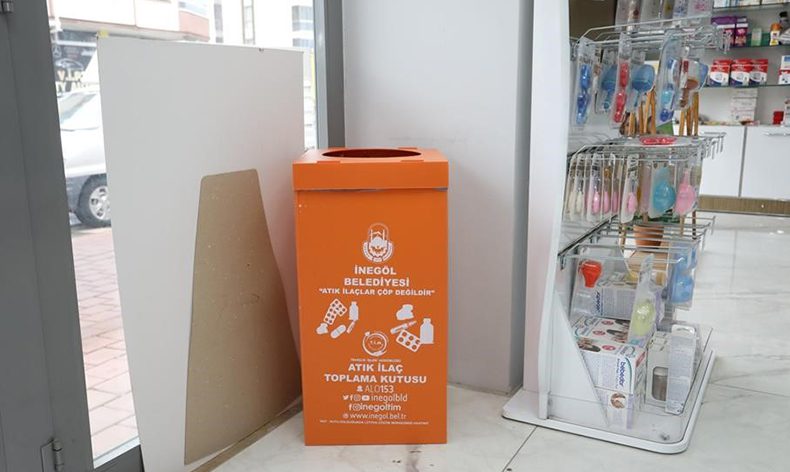 İNEGÖL
BELEDİYESİ
"ATIK İLAÇLAR ÇÖP DEĞİLDİR"
ATIK İLAÇ
TOPLAMA KUTUSU
ALO153
inegolbld
inegoltim
www.inegol.bel.tr
bebedor